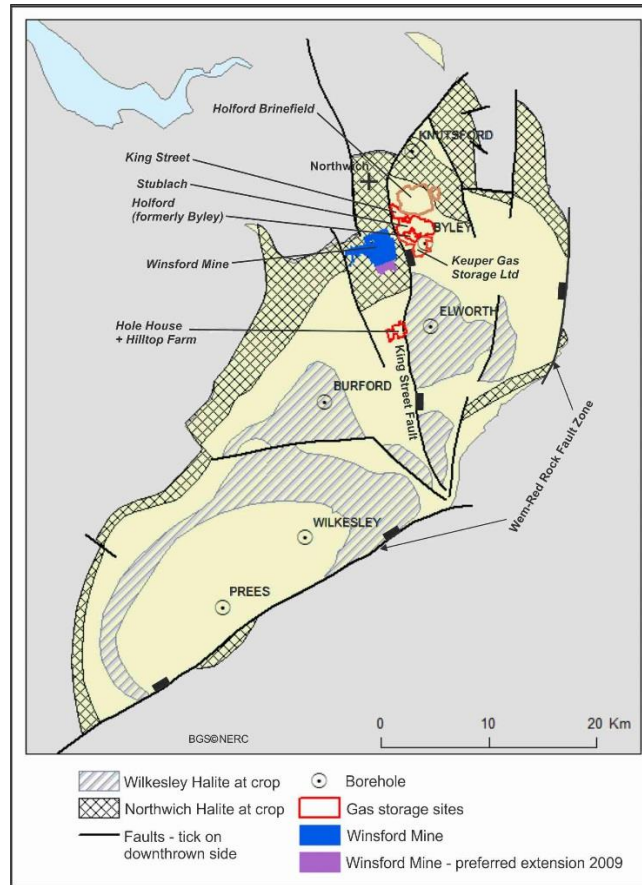 Holford Brinefield
KNUTSFORD
King Street
Northwich
Stublach
Holford
(formerly Byley)
BYLEY
Winsford Mine
Keuper Gas
Storage Ltd
ELWORTH
Hole House
+ Hilltop Farm
King Street Fault
BURFORD
Wem-Red Rock Fault Zone
WILKESLEY
PREES
BGS©NERC
0 10 20 Km
Wilkesley Halite at crop
Northwich Halite at crop
Faults - tick on
downthrown side
Borehole
Gas storage sites
Winsford Mine
Winsford Mine - preferred extension 2009